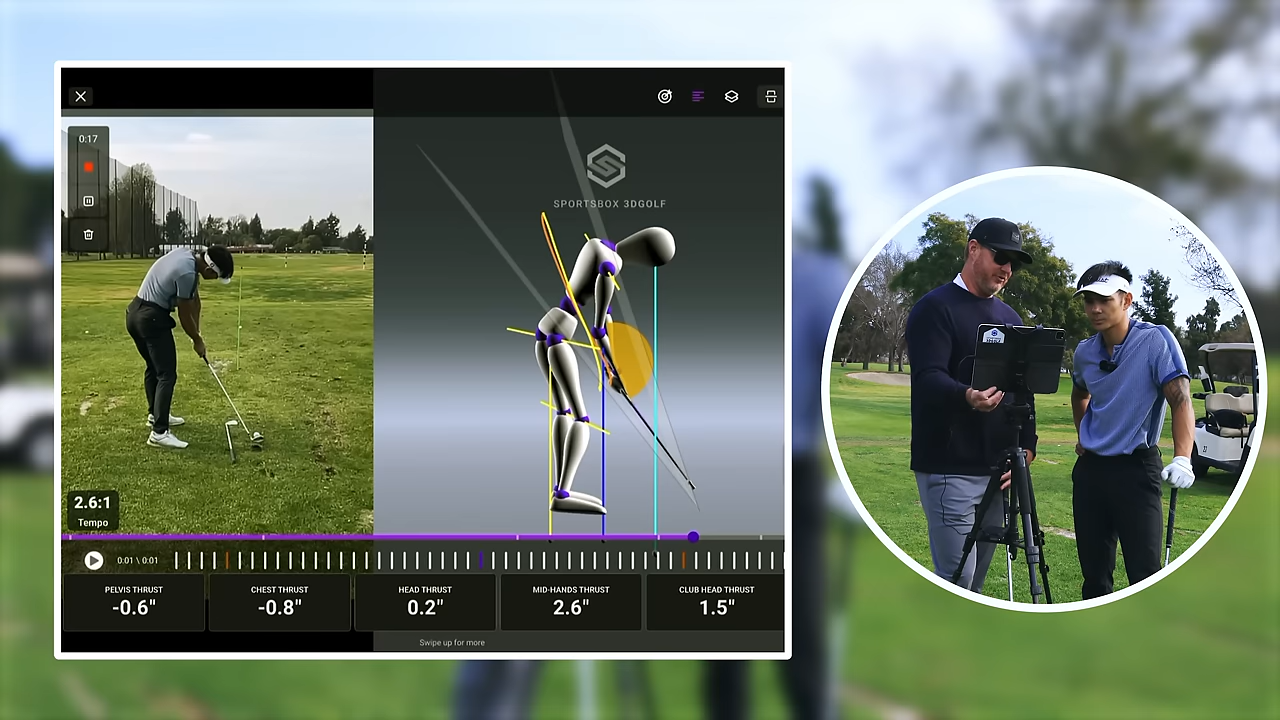 0:17
SPORTSBOX 3DGOLF
2.6:1
Tempo
0:01 \ 0:01
PELVIS THRUST
-0.6"
CHEST THRUST
-0.8"
HEAD THRUST
0.2"
MID-HANDS THRUST
2.6"
CLUB HEAD THRUST
1.5"
Swipe up for more